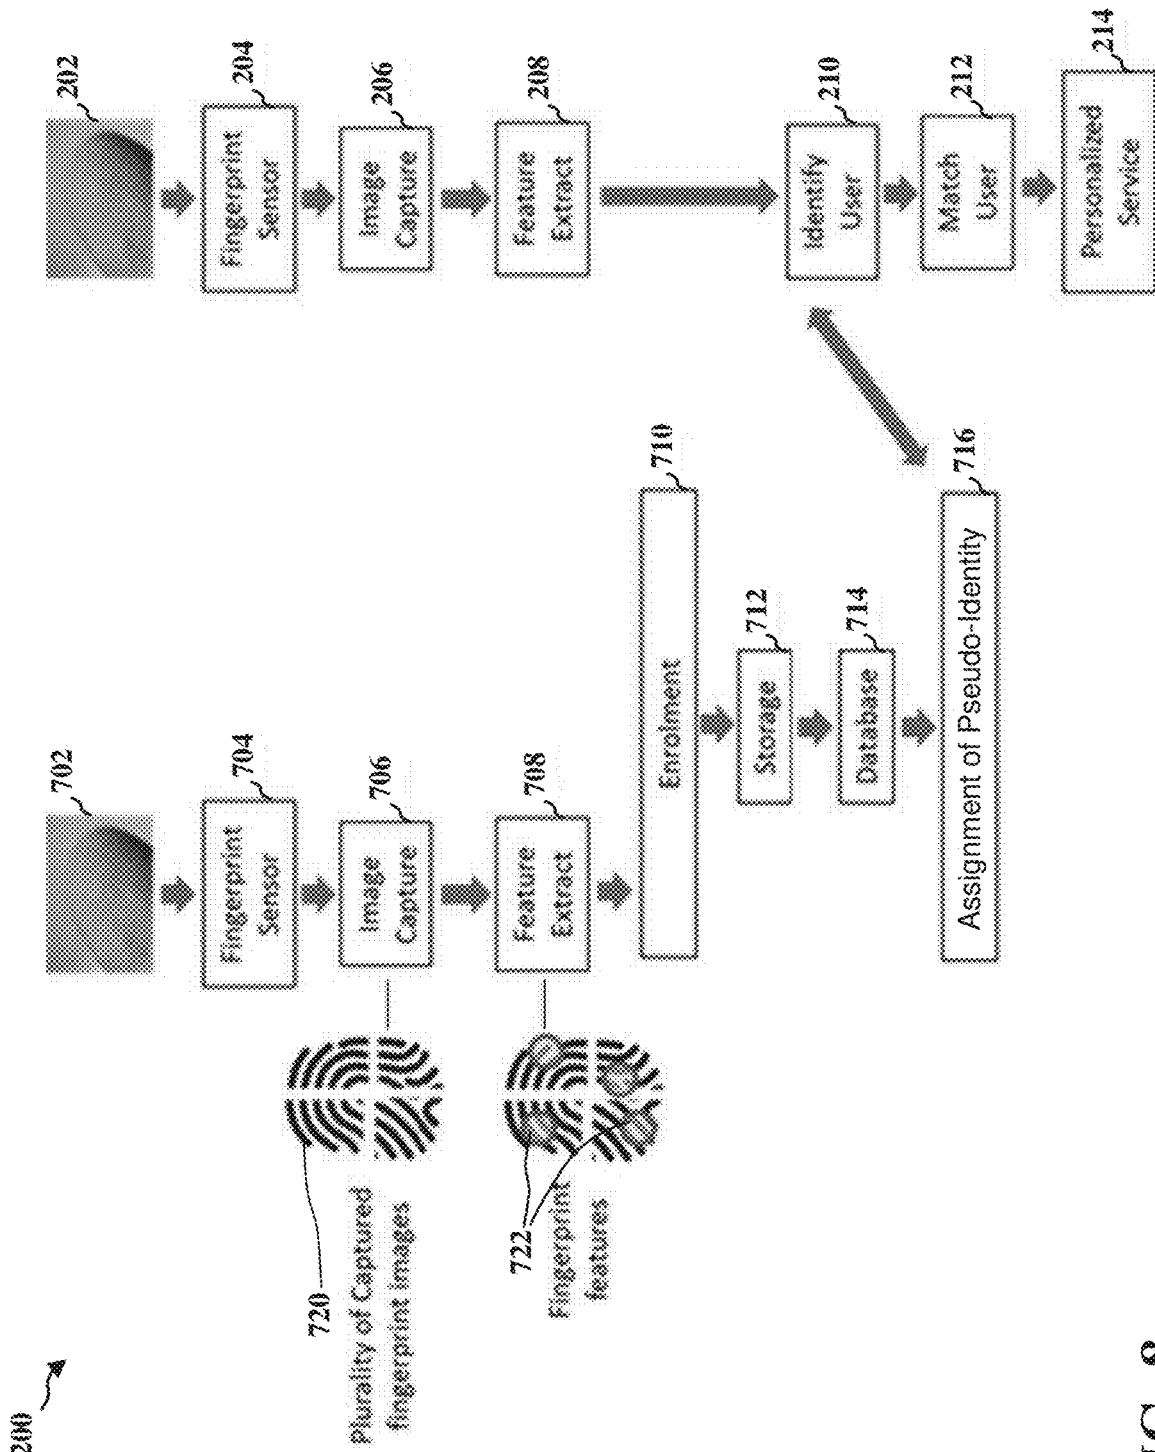 200
702
704
Fingerprint
Sensor
706
Image
Capture
708
Feature
Extract
720
Plurality of Captured
fingerprint images
722
Fingerprint
features
710
Enrolment
712
Storage
714
Database
716
Assignment of Pseudo-Identity
202
204
Fingerprint
Sensor
206
Image
Capture
208
Feature
Extract
210
Identify
User
212
Match
User
214
Personalized
Service